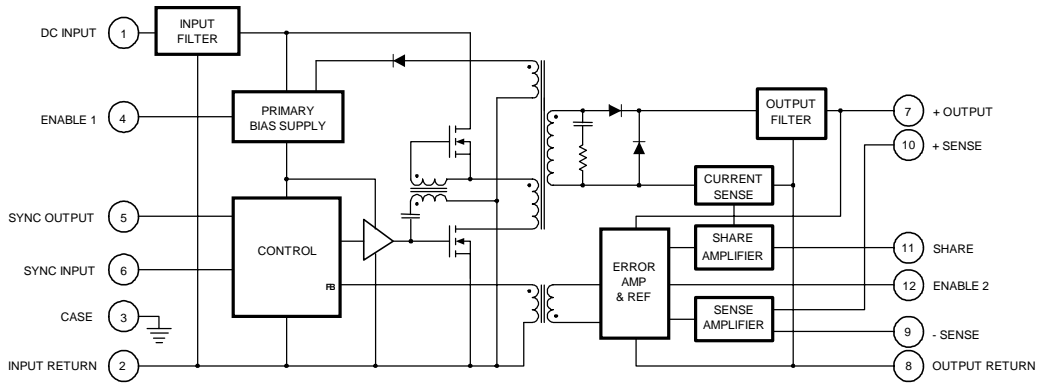 DC INPUT
1
INPUT
FILTER
ENABLE 1
4
PRIMARY
BIAS SUPPLY
SYNC OUTPUT
5
SYNC INPUT
6
CONTROL
FB
CASE
3
INPUT RETURN
2
OUTPUT
FILTER
7
+ OUTPUT
10
+ SENSE
CURRENT
SENSE
SHARE
AMPLIFIER
11
SHARE
ERROR
AMP
& REF
12
ENABLE 2
SENSE
AMPLIFIER
9
- SENSE
8
OUTPUT RETURN